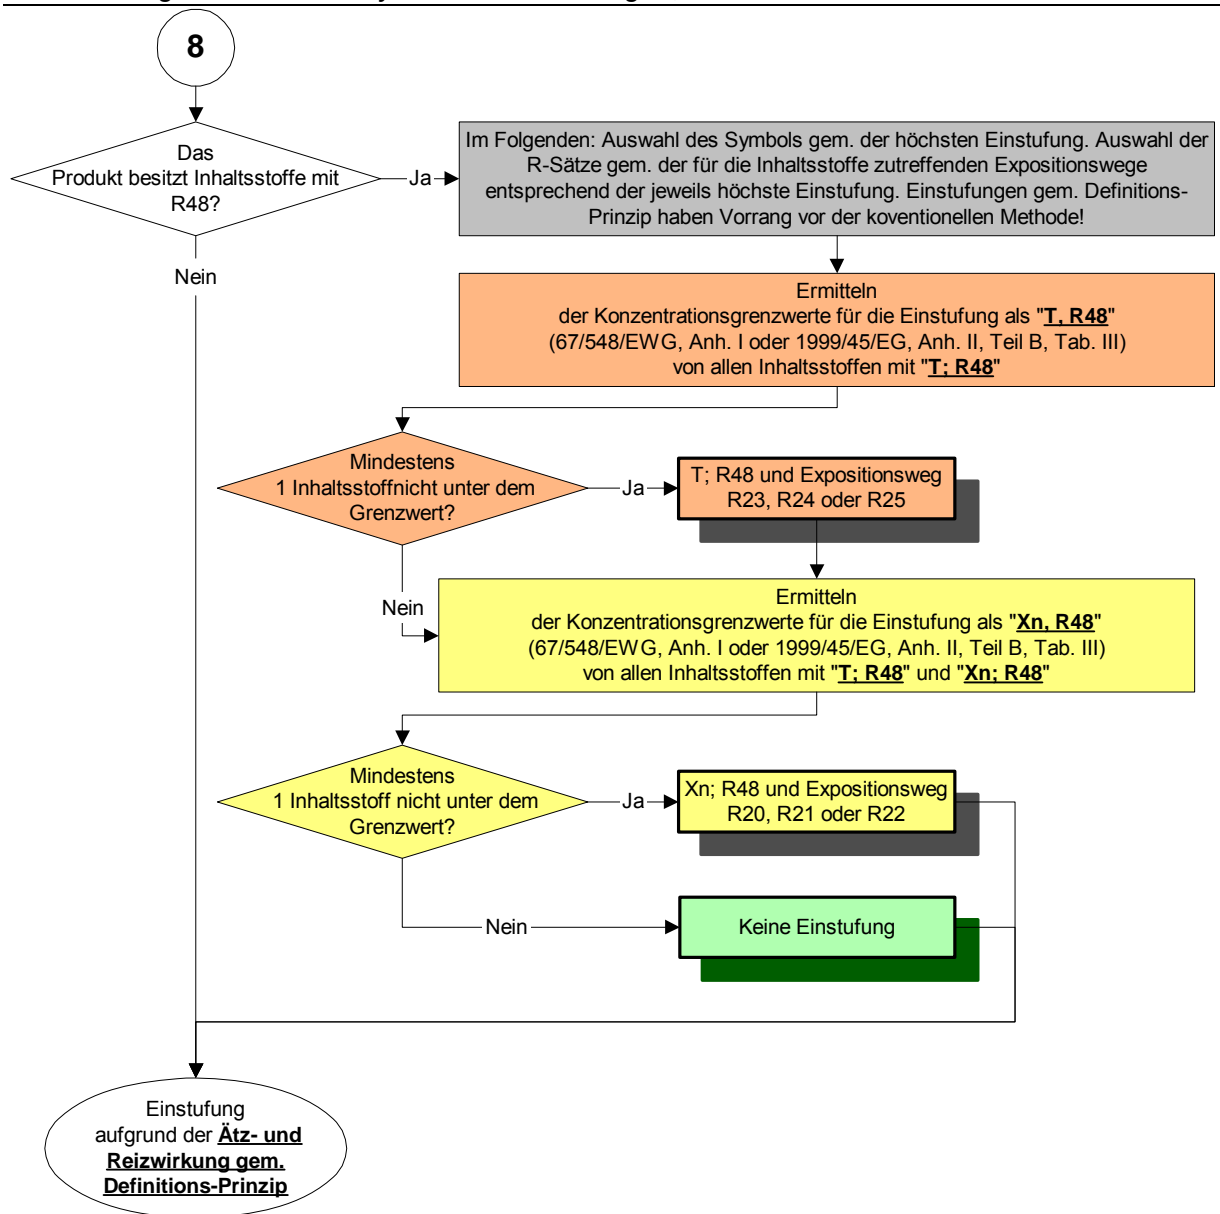 8
Das
Produkt besitzt Inhaltsstoffe mit
R48?
Ja
Im Folgenden: Auswahl des Symbols gem. der höchsten Einstufung. Auswahl der
R-Sätze gem. der für die Inhaltsstoffe zutreffenden Expositionswege
entsprechend der jeweils höchste Einstufung. Einstufungen gem. Definitions-
Prinzip haben Vorrang vor der koventionellen Methode!
Nein
Ermitteln
der Konzentrationsgrenzwerte für die Einstufung als "T, R48"
(67/548/EWG, Anh. I oder 1999/45/EG, Anh. II, Teil B, Tab. III)
von allen Inhaltsstoffen mit "T; R48"
Mindestens
1 Inhaltsstoffnicht unter dem
Grenzwert?
Ja
T; R48 und Expositionsweg
R23, R24 oder R25
Nein
Ermitteln
der Konzentrationsgrenzwerte für die Einstufung als "Xn, R48"
(67/548/EWG, Anh. I oder 1999/45/EG, Anh. II, Teil B, Tab. III)
von allen Inhaltsstoffen mit "T; R48" und "Xn; R48"
Mindestens
1 Inhaltsstoff nicht unter dem
Grenzwert?
Ja
Xn; R48 und Expositionsweg
R20, R21 oder R22
Nein
Keine Einstufung
Einstufung
aufgrund der Ätz- und
Reizwirkung gem.
Definitions-Prinzip